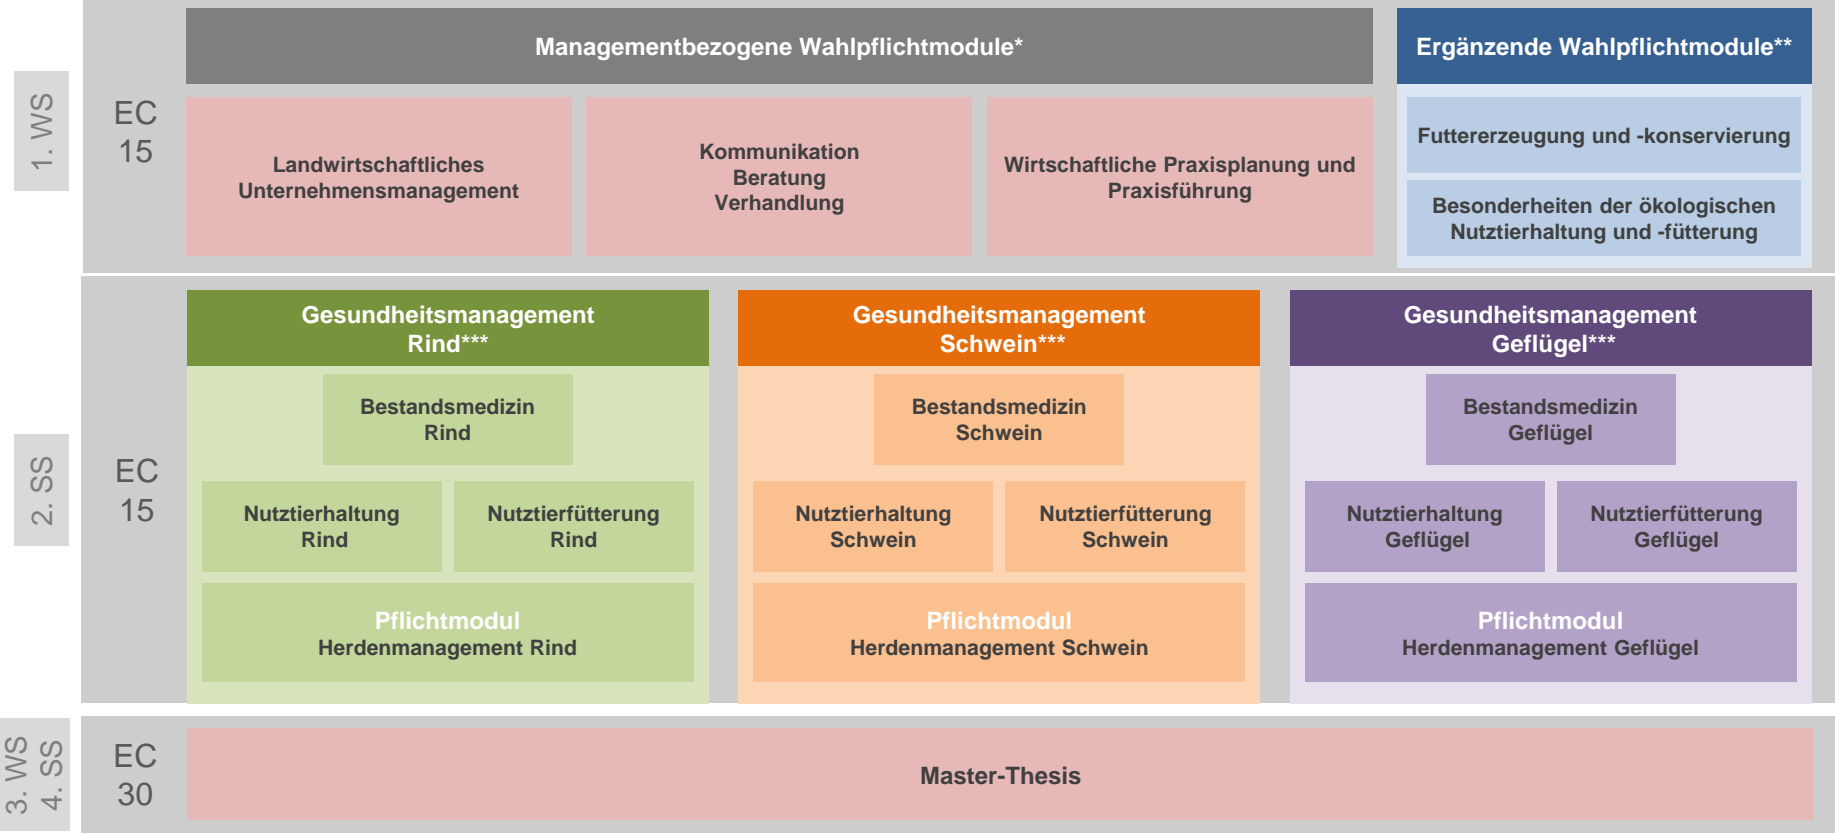 1. WS
EC
15
Managementbezogene Wahlpflichtmodule*
Landwirtschaftliches
Unternehmensmanagement
Kommunikation
Beratung
Verhandlung
Wirtschaftliche Praxisplanung und
Praxisführung
Ergänzende Wahlpflichtmodule**
Futtererzeugung und -konservierung
Besonderheiten der ökologischen
Nutztierhaltung und -fütterung
2. SS
EC
15
Gesundheitsmanagement
Rind***
Bestandsmedizin
Rind
Nutztierhaltung
Rind
Nutztierfütterung
Rind
Pflichtmodul
Herdenmanagement Rind
Gesundheitsmanagement
Schwein***
Bestandsmedizin
Schwein
Nutztierhaltung
Schwein
Nutztierfütterung
Schwein
Pflichtmodul
Herdenmanagement Schwein
Gesundheitsmanagement
Geflügel***
Bestandsmedizin
Geflügel
Nutztierhaltung
Geflügel
Nutztierfütterung
Geflügel
Pflichtmodul
Herdenmanagement Geflügel
3. WS
4. SS
EC
30
Master-Thesis